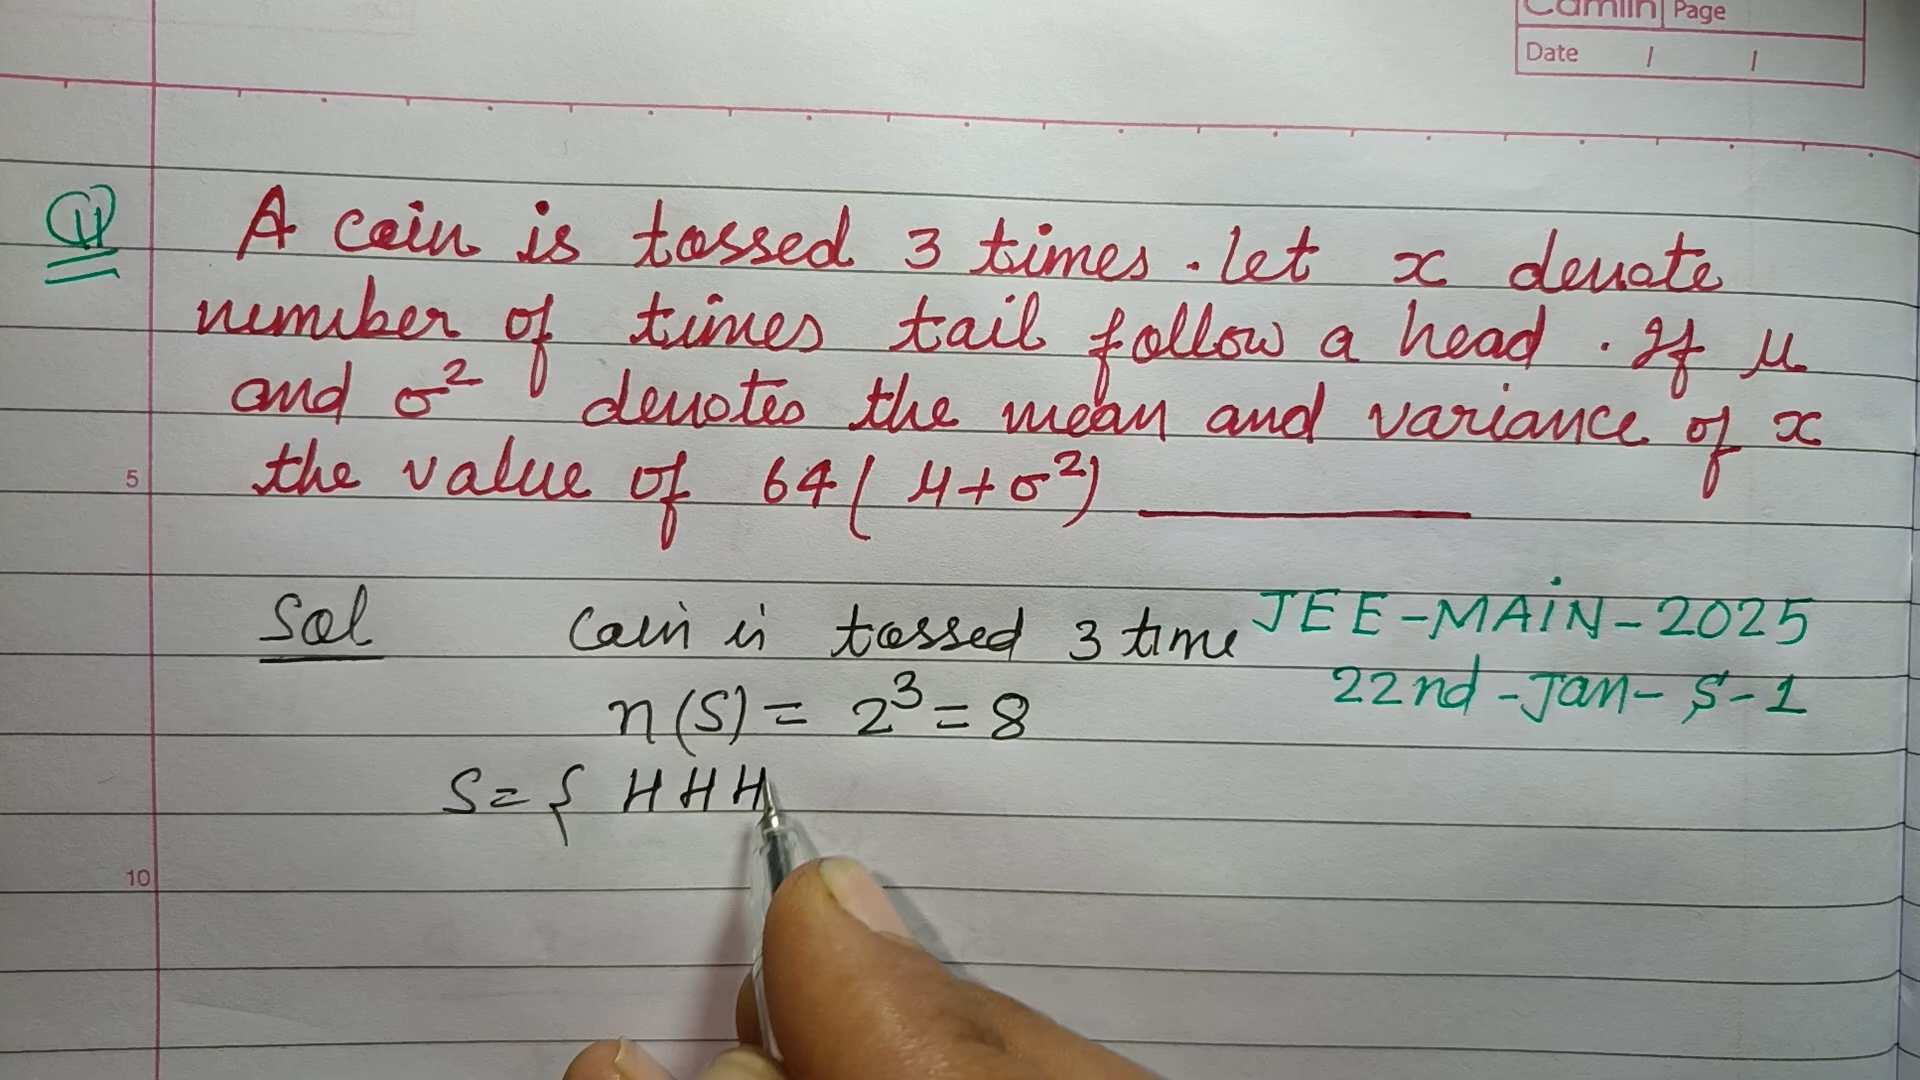 Camlin Page
Date / /
Q1 A coin is tossed 3 times. let x denote
number of times tail follow a head. If μ
and σ² denotes the mean and variance of x
5 the value of 64(μ+σ²) ________
Sol Coin is tossed 3 time JEE-MAIN-2025
n(S) = 2³ = 8 22nd-Jan-S-1
S = { H H H
10